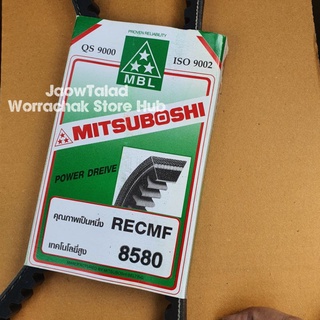 PROVEN RELIABILITY
QS 9000
ISO 9002
MBL
JaowTalad
Worrachak Store Hub
MITSUBOSHI
POWER DREIVE
คุณภาพเป็นหนึ่ง RECMF
เทคโนโลยี่สูง 8580